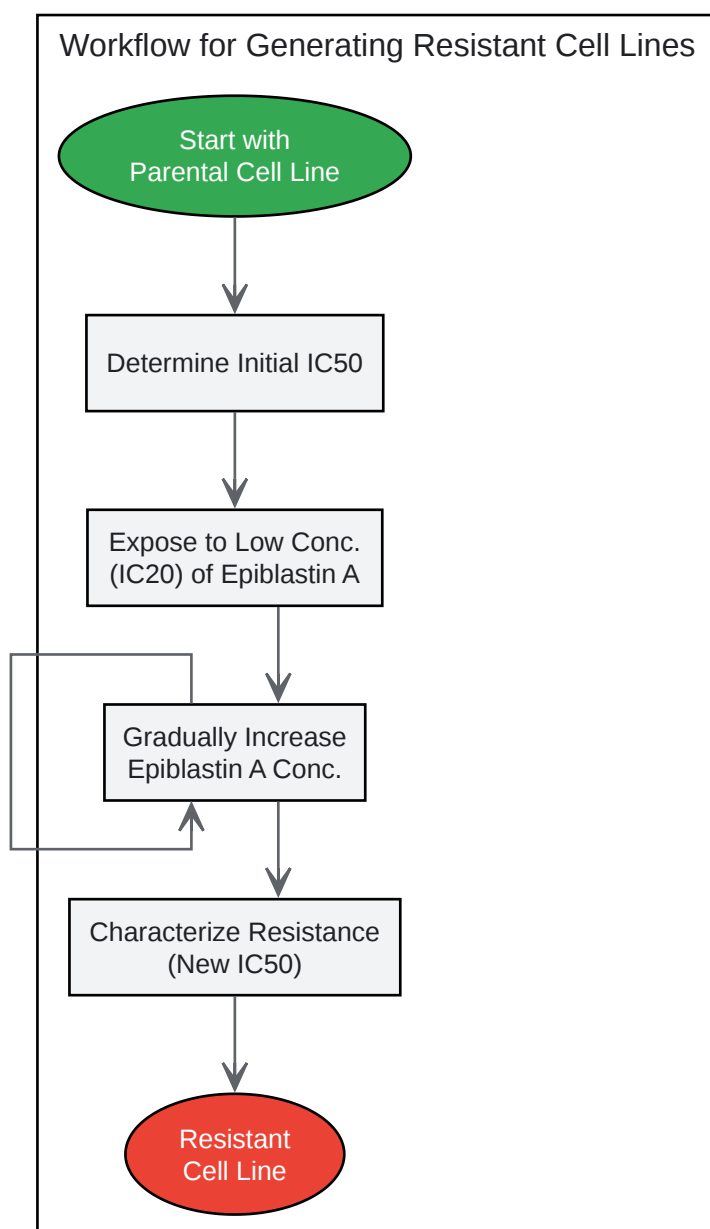 Workflow for Generating Resistant Cell Lines
Start with
Parental Cell Line
Determine Initial IC50
Expose to Low Conc.
(IC20) of Epiblastin A
Gradually Increase
Epiblastin A Conc.
Characterize Resistance
(New IC50)
Resistant
Cell Line